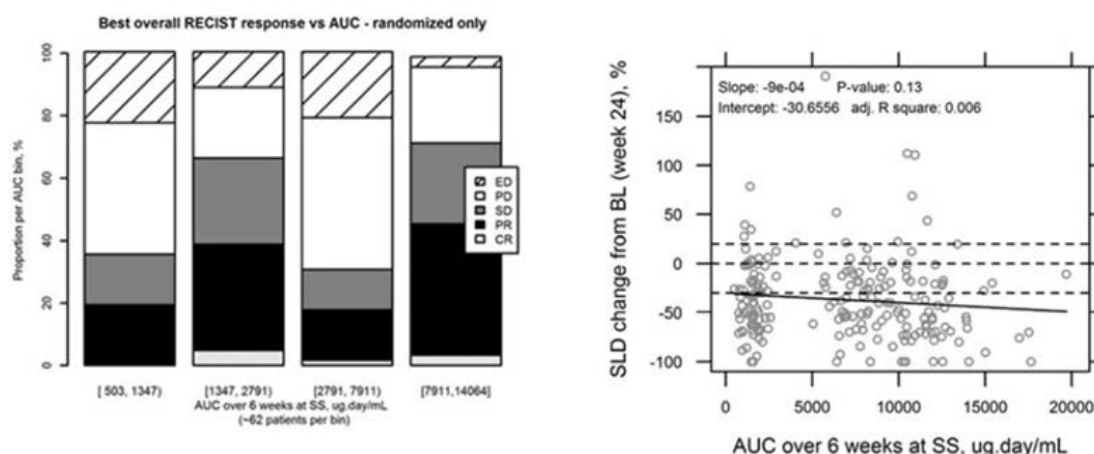 Best overall RECIST response vs AUC - randomized only
Proportion per AUC bin, %
100
80
60
40
20
0
ED
PD
SD
PR
CR
[ 503, 1347)
[1347, 2791)
[2791, 7911)
[7911,14064]
AUC over 6 weeks at SS, ug.day/mL
(~62 patients per bin)
SLD change from BL (week 24), %
Slope: -9e-04 P-value: 0.13
Intercept: -30.6556 adj. R square: 0.006
150
100
50
0
-50
-100
0
5000
10000
15000
20000
AUC over 6 weeks at SS, ug.day/mL